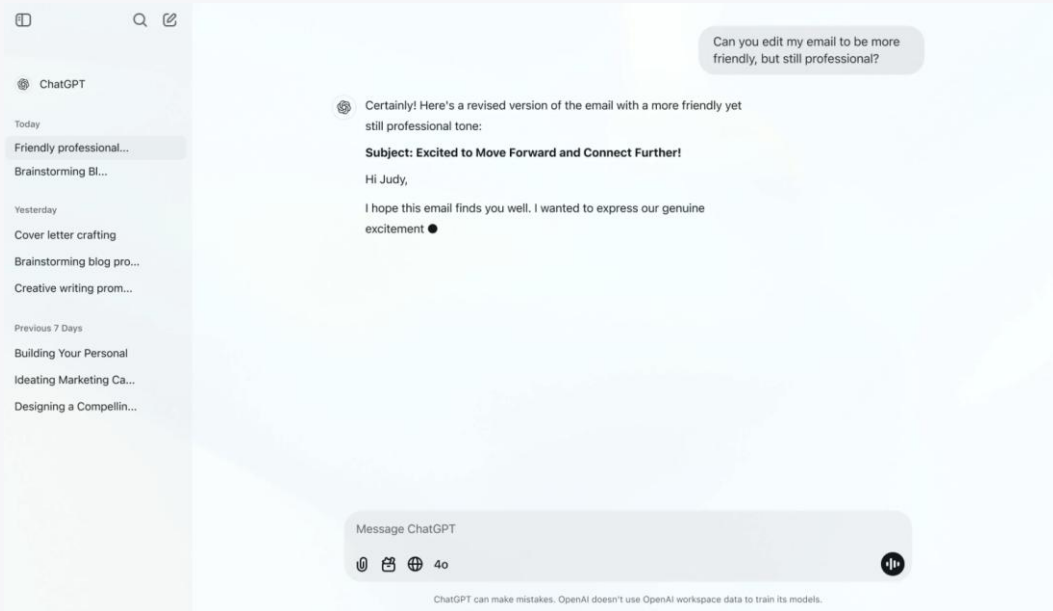 ChatGPT
Today
Friendly professional...
Brainstorming Bl...
Yesterday
Cover letter crafting
Brainstorming blog pro...
Creative writing prom...
Previous 7 Days
Building Your Personal
Ideating Marketing Ca...
Designing a Compellin...
Can you edit my email to be more
friendly, but still professional?
Certainly! Here's a revised version of the email with a more friendly yet
still professional tone:
Subject: Excited to Move Forward and Connect Further!
Hi Judy,
I hope this email finds you well. I wanted to express our genuine
excitement
Message ChatGPT
4o
ChatGPT can make mistakes. OpenAI doesn't use OpenAI workspace data to train its models.